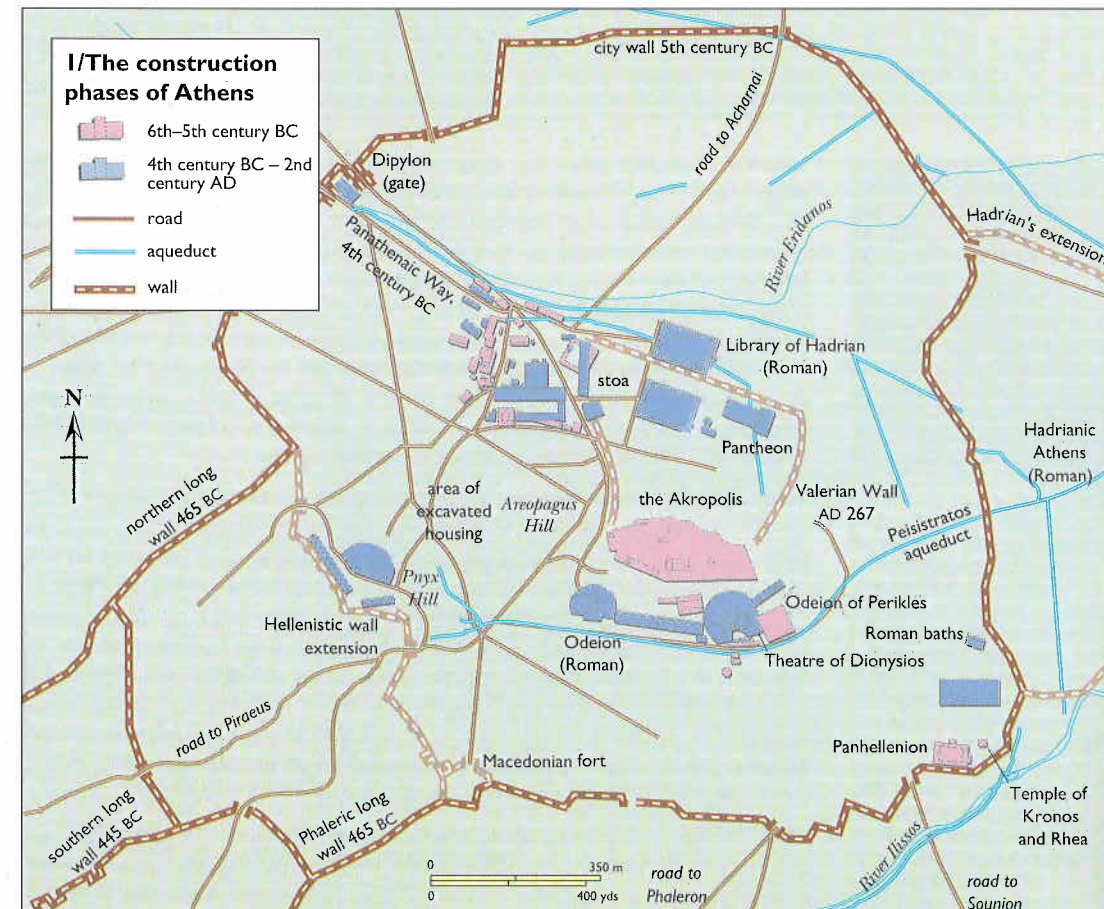 1/The construction
phases of Athens
6th–5th century BC
4th century BC – 2nd
century AD
road
aqueduct
wall
city wall 5th century BC
road to Acharnai
Dipylon
(gate)
Panathenaic Way,
4th century BC
River Eridanos
Hadrian's extension
Library of Hadrian
(Roman)
stoa
Pantheon
N
Hadrianic
Athens
(Roman)
northern long
wall 465 BC
area of
excavated
housing
Areopagus
Hill
the Akropolis
Valerian Wall
AD 267
Peisistratos
aqueduct
Pnyx
Hill
Hellenistic wall
extension
Odeion
(Roman)
Odeion of Perikles
Theatre of Dionysios
Roman baths
road to Piraeus
Macedonian fort
Panhellenion
Temple of
Kronos
and Rhea
southern long
wall 445 BC
Phaleric long
wall 465 BC
0 350 m
0 400 yds
road to
Phaleron
River Ilissos
road to
Sounion